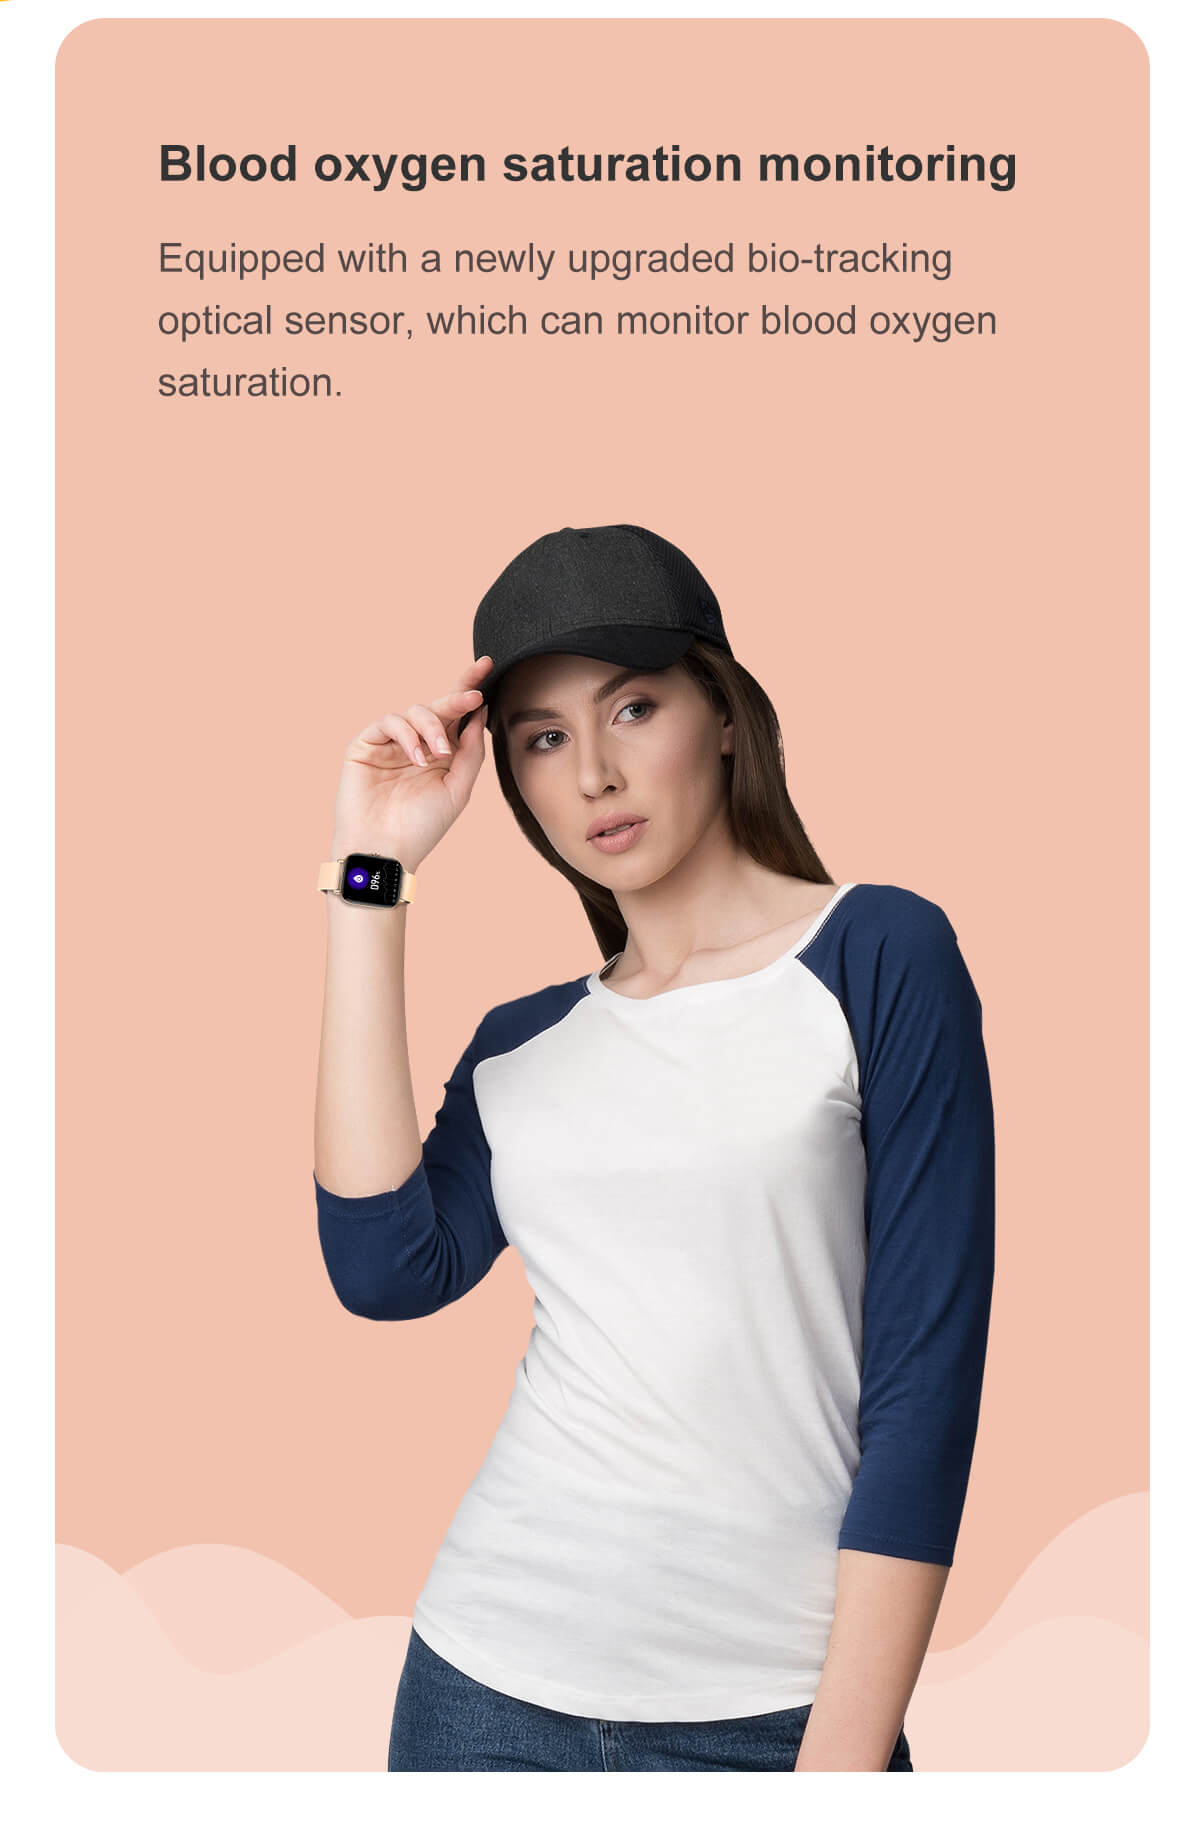 Blood oxygen saturation monitoring
Equipped with a newly upgraded bio-tracking
optical sensor, which can monitor blood oxygen
saturation.
096%